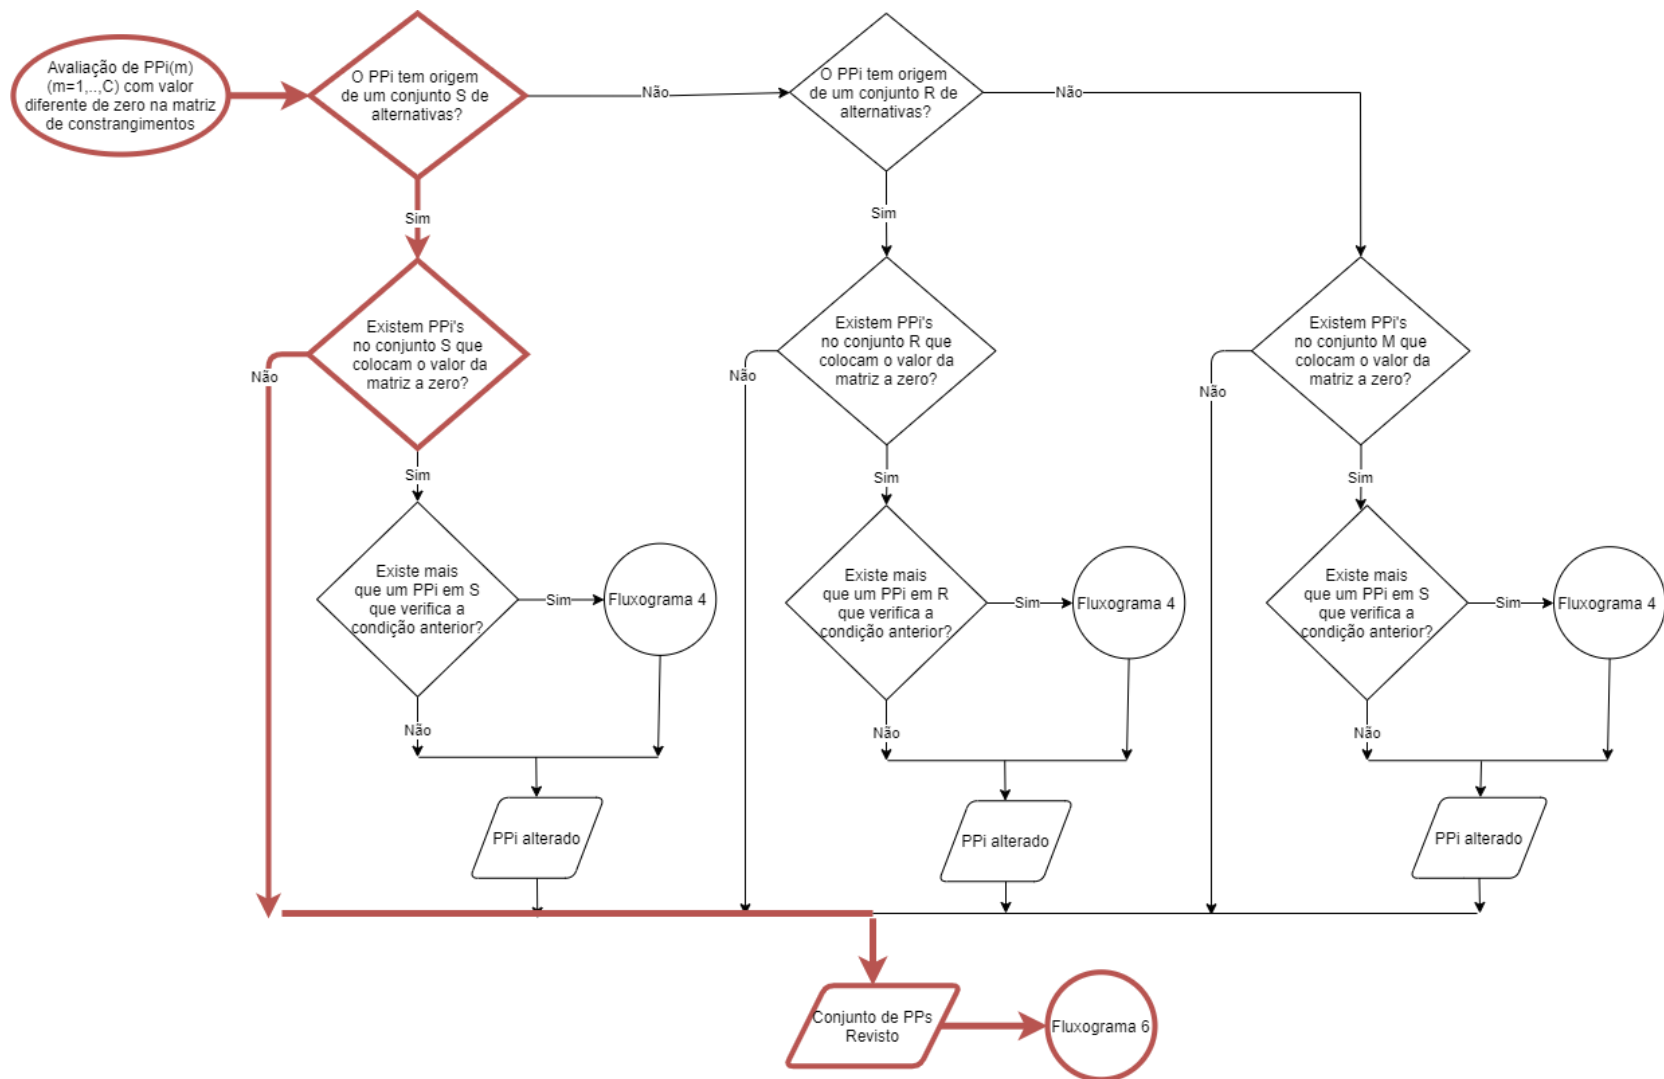 Avaliação de PPi(m)
(m=1,..,C) com valor
diferente de zero na matriz
de constrangimentos
O PPi tem origem
de um conjunto S de
alternativas?
Não
O PPi tem origem
de um conjunto R de
alternativas?
Não
Sim
Sim
Existem PPi's
no conjunto S que
colocam o valor da
matriz a zero?
Não
Existem PPi's
no conjunto R que
colocam o valor da
matriz a zero?
Não
Existem PPi's
no conjunto M que
colocam o valor da
matriz a zero?
Não
Sim
Sim
Sim
Existe mais
que um PPi em S
que verifica a
condição anterior?
Sim
Fluxograma 4
Existe mais
que um PPi em R
que verifica a
condição anterior?
Sim
Fluxograma 4
Existe mais
que um PPi em S
que verifica a
condição anterior?
Sim
Fluxograma 4
Não
Não
Não
PPi alterado
PPi alterado
PPi alterado
Conjunto de PPs
Revisto
Fluxograma 6